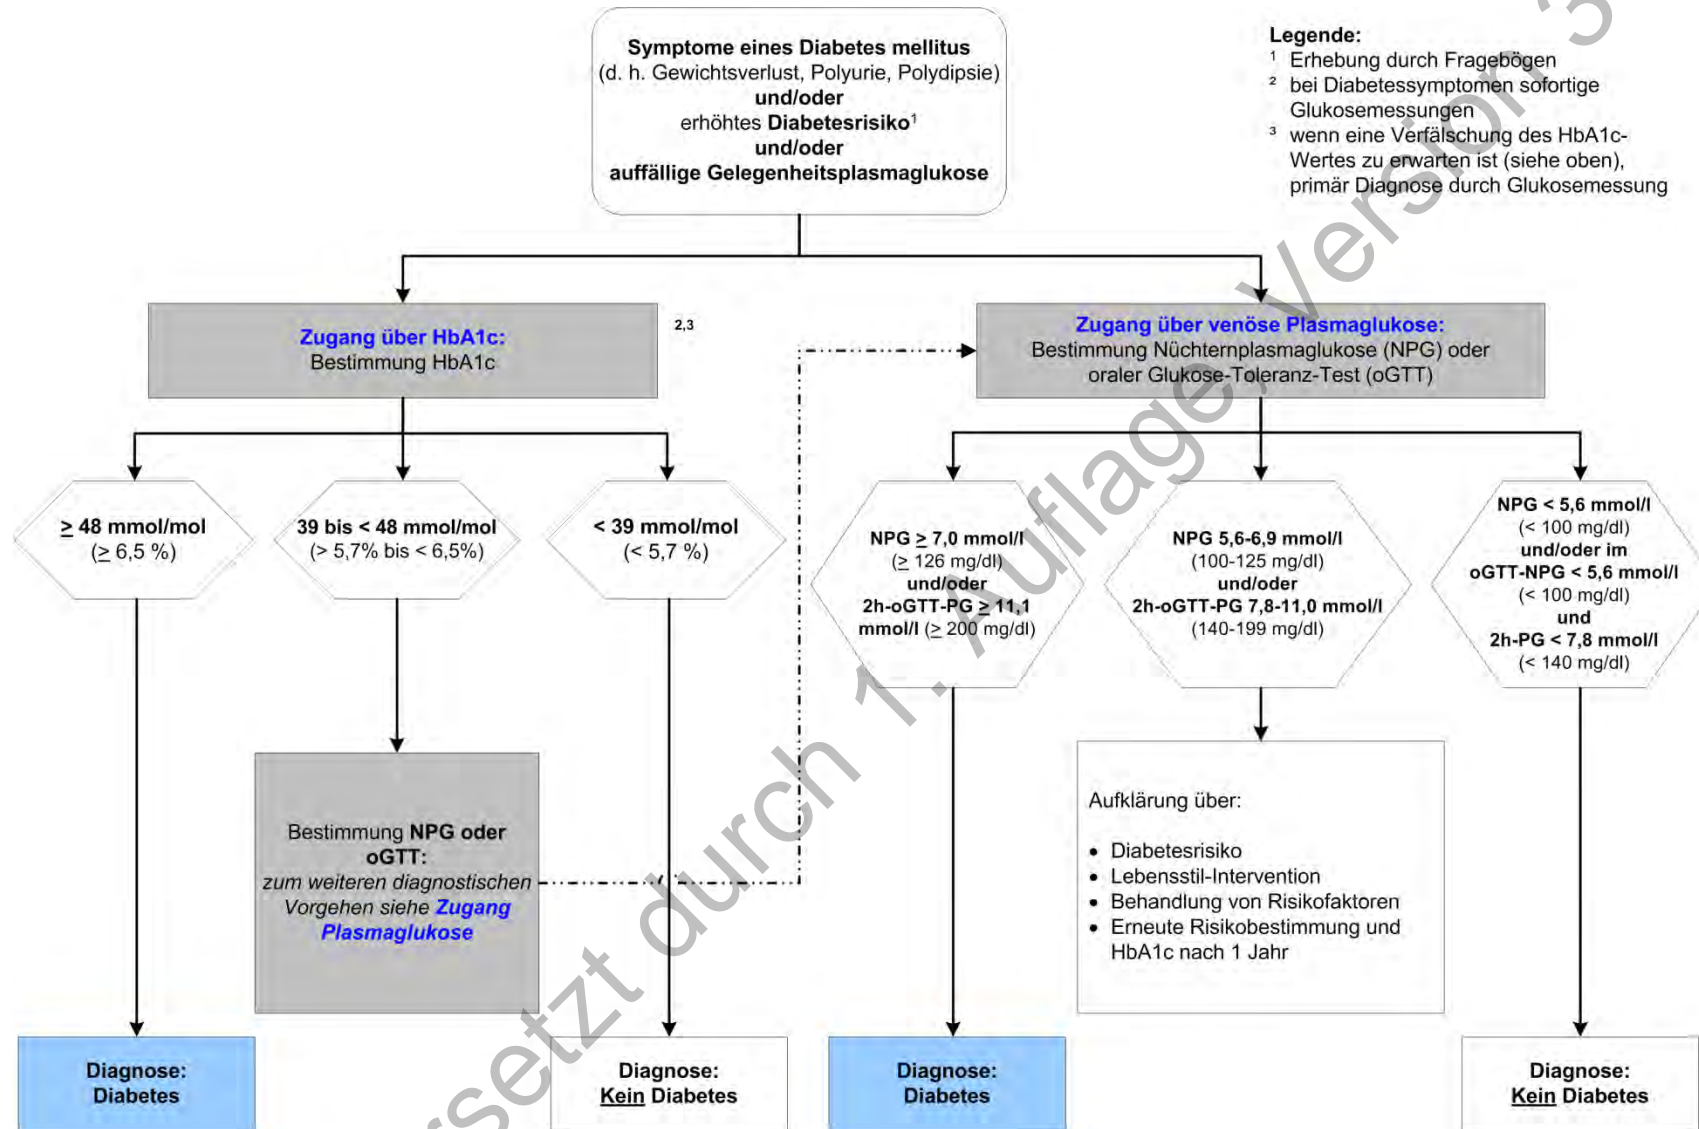 Symptome eines Diabetes mellitus
(d. h. Gewichtsverlust, Polyurie, Polydipsie)
und/oder
erhöhtes Diabetesrisiko¹
und/oder
auffällige Gelegenheitsplasmaglukose
Legende:
¹ Erhebung durch Fragebögen
² bei Diabetessymptomen sofortige
Glukosemessungen
³ wenn eine Verfälschung des HbA1c-
Wertes zu erwarten ist (siehe oben),
primär Diagnose durch Glukosemessung
Zugang über HbA1c:
Bestimmung HbA1c
2,3
Zugang über venöse Plasmaglukose:
Bestimmung Nüchternplasmaglukose (NPG) oder
oraler Glukose-Toleranz-Test (oGTT)
≥ 48 mmol/mol
(≥ 6,5 %)
39 bis < 48 mmol/mol
(> 5,7% bis < 6,5%)
< 39 mmol/mol
(< 5,7 %)
NPG ≥ 7,0 mmol/l
(≥ 126 mg/dl)
und/oder
2h-oGTT-PG ≥ 11,1
mmol/l (≥ 200 mg/dl)
NPG 5,6-6,9 mmol/l
(100-125 mg/dl)
und/oder
2h-oGTT-PG 7,8-11,0 mmol/l
(140-199 mg/dl)
NPG < 5,6 mmol/l
(< 100 mg/dl)
und/oder im
oGTT-NPG < 5,6 mmol/l
(< 100 mg/dl)
und
2h-PG < 7,8 mmol/l
(< 140 mg/dl)
Bestimmung NPG oder
oGTT:
zum weiteren diagnostischen
Vorgehen siehe Zugang
Plasmaglukose
Aufklärung über:
• Diabetesrisiko
• Lebensstil-Intervention
• Behandlung von Risikofaktoren
• Erneute Risikobestimmung und
HbA1c nach 1 Jahr
Diagnose:
Diabetes
Diagnose:
Kein Diabetes
Diagnose:
Diabetes
Diagnose:
Kein Diabetes
durch 1. Auflage, Version 3